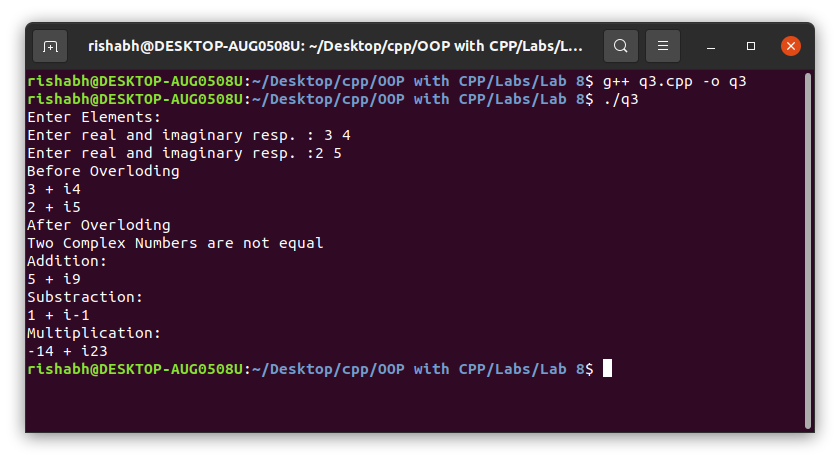 rishabh@DESKTOP-AUG0508U: ~/Desktop/cpp/OOP with CPP/Labs/L...
rishabh@DESKTOP-AUG0508U:~/Desktop/cpp/OOP with CPP/Labs/Lab 8$ g++ q3.cpp -o q3
rishabh@DESKTOP-AUG0508U:~/Desktop/cpp/OOP with CPP/Labs/Lab 8$ ./q3
Enter Elements:
Enter real and imaginary resp. : 3 4
Enter real and imaginary resp. :2 5
Before Overloding
3 + i4
2 + i5
After Overloding
Two Complex Numbers are not equal
Addition:
5 + i9
Substraction:
1 + i-1
Multiplication:
-14 + i23
rishabh@DESKTOP-AUG0508U:~/Desktop/cpp/OOP with CPP/Labs/Lab 8$